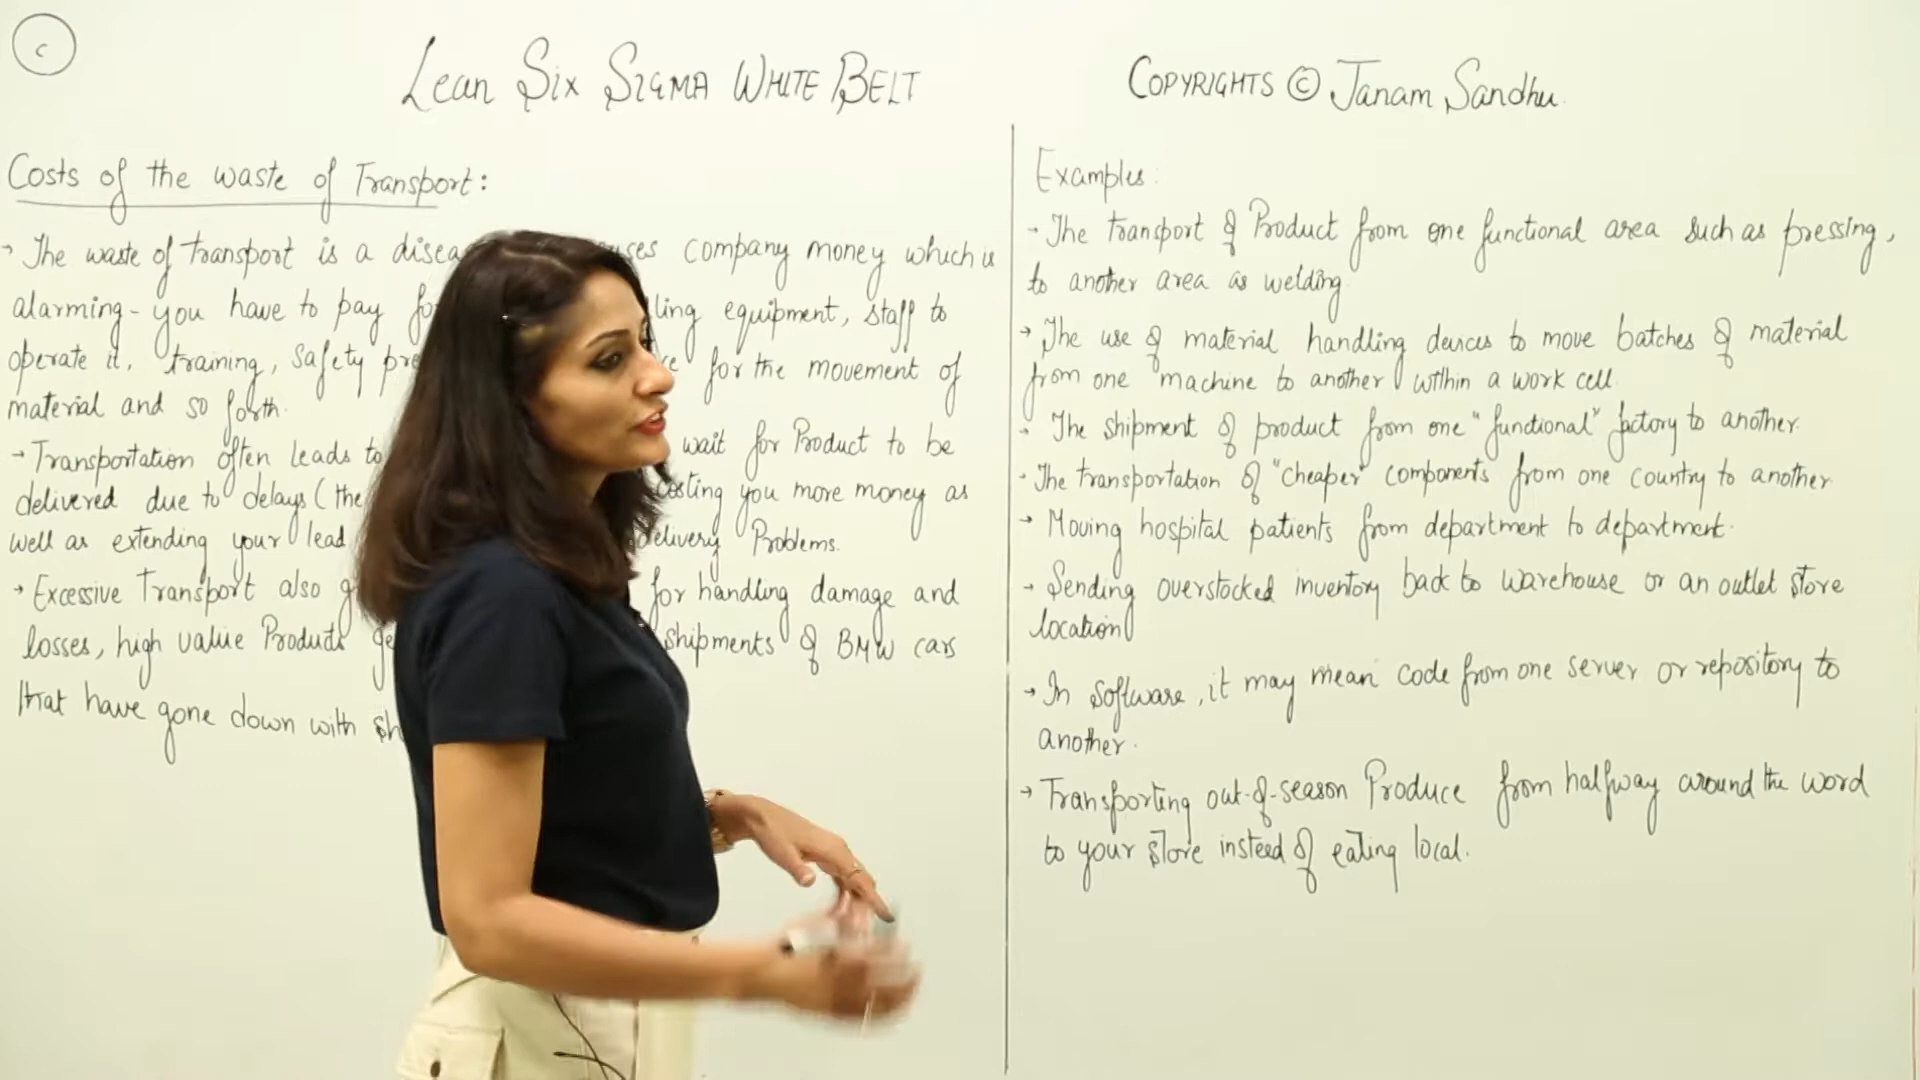 c
Lean Six Sigma White Belt
Copyrights © Janam Sandhu.
Costs of the waste of Transport:
- The waste of transport is a company money which is
alarming - you have to pay equipment, staff to
operate it, training, safety for the movement of
material and so forth.
- Transportation often leads to wait for Product to be
delivered due to delays (the costing you more money as
well as extending your lead delivery Problems.
- Excessive Transport also for handling damage and
losses, high value Products shipments of BMW cars
that have gone down with
Examples:
- The transport of Product from one functional area such as pressing,
to another area as welding.
- The use of material handling devices to move batches of material
from one machine to another within a work cell.
- The shipment of product from one "functional" factory to another.
- The transportation of "cheaper" components from one country to another
- Moving hospital patients from department to department.
- Sending overstocked inventory back to warehouse or an outlet store
location
- In software, it may mean code from one server or repository to
another.
- Transporting out-of-season Produce from halfway around the word
to your store instead of eating local.